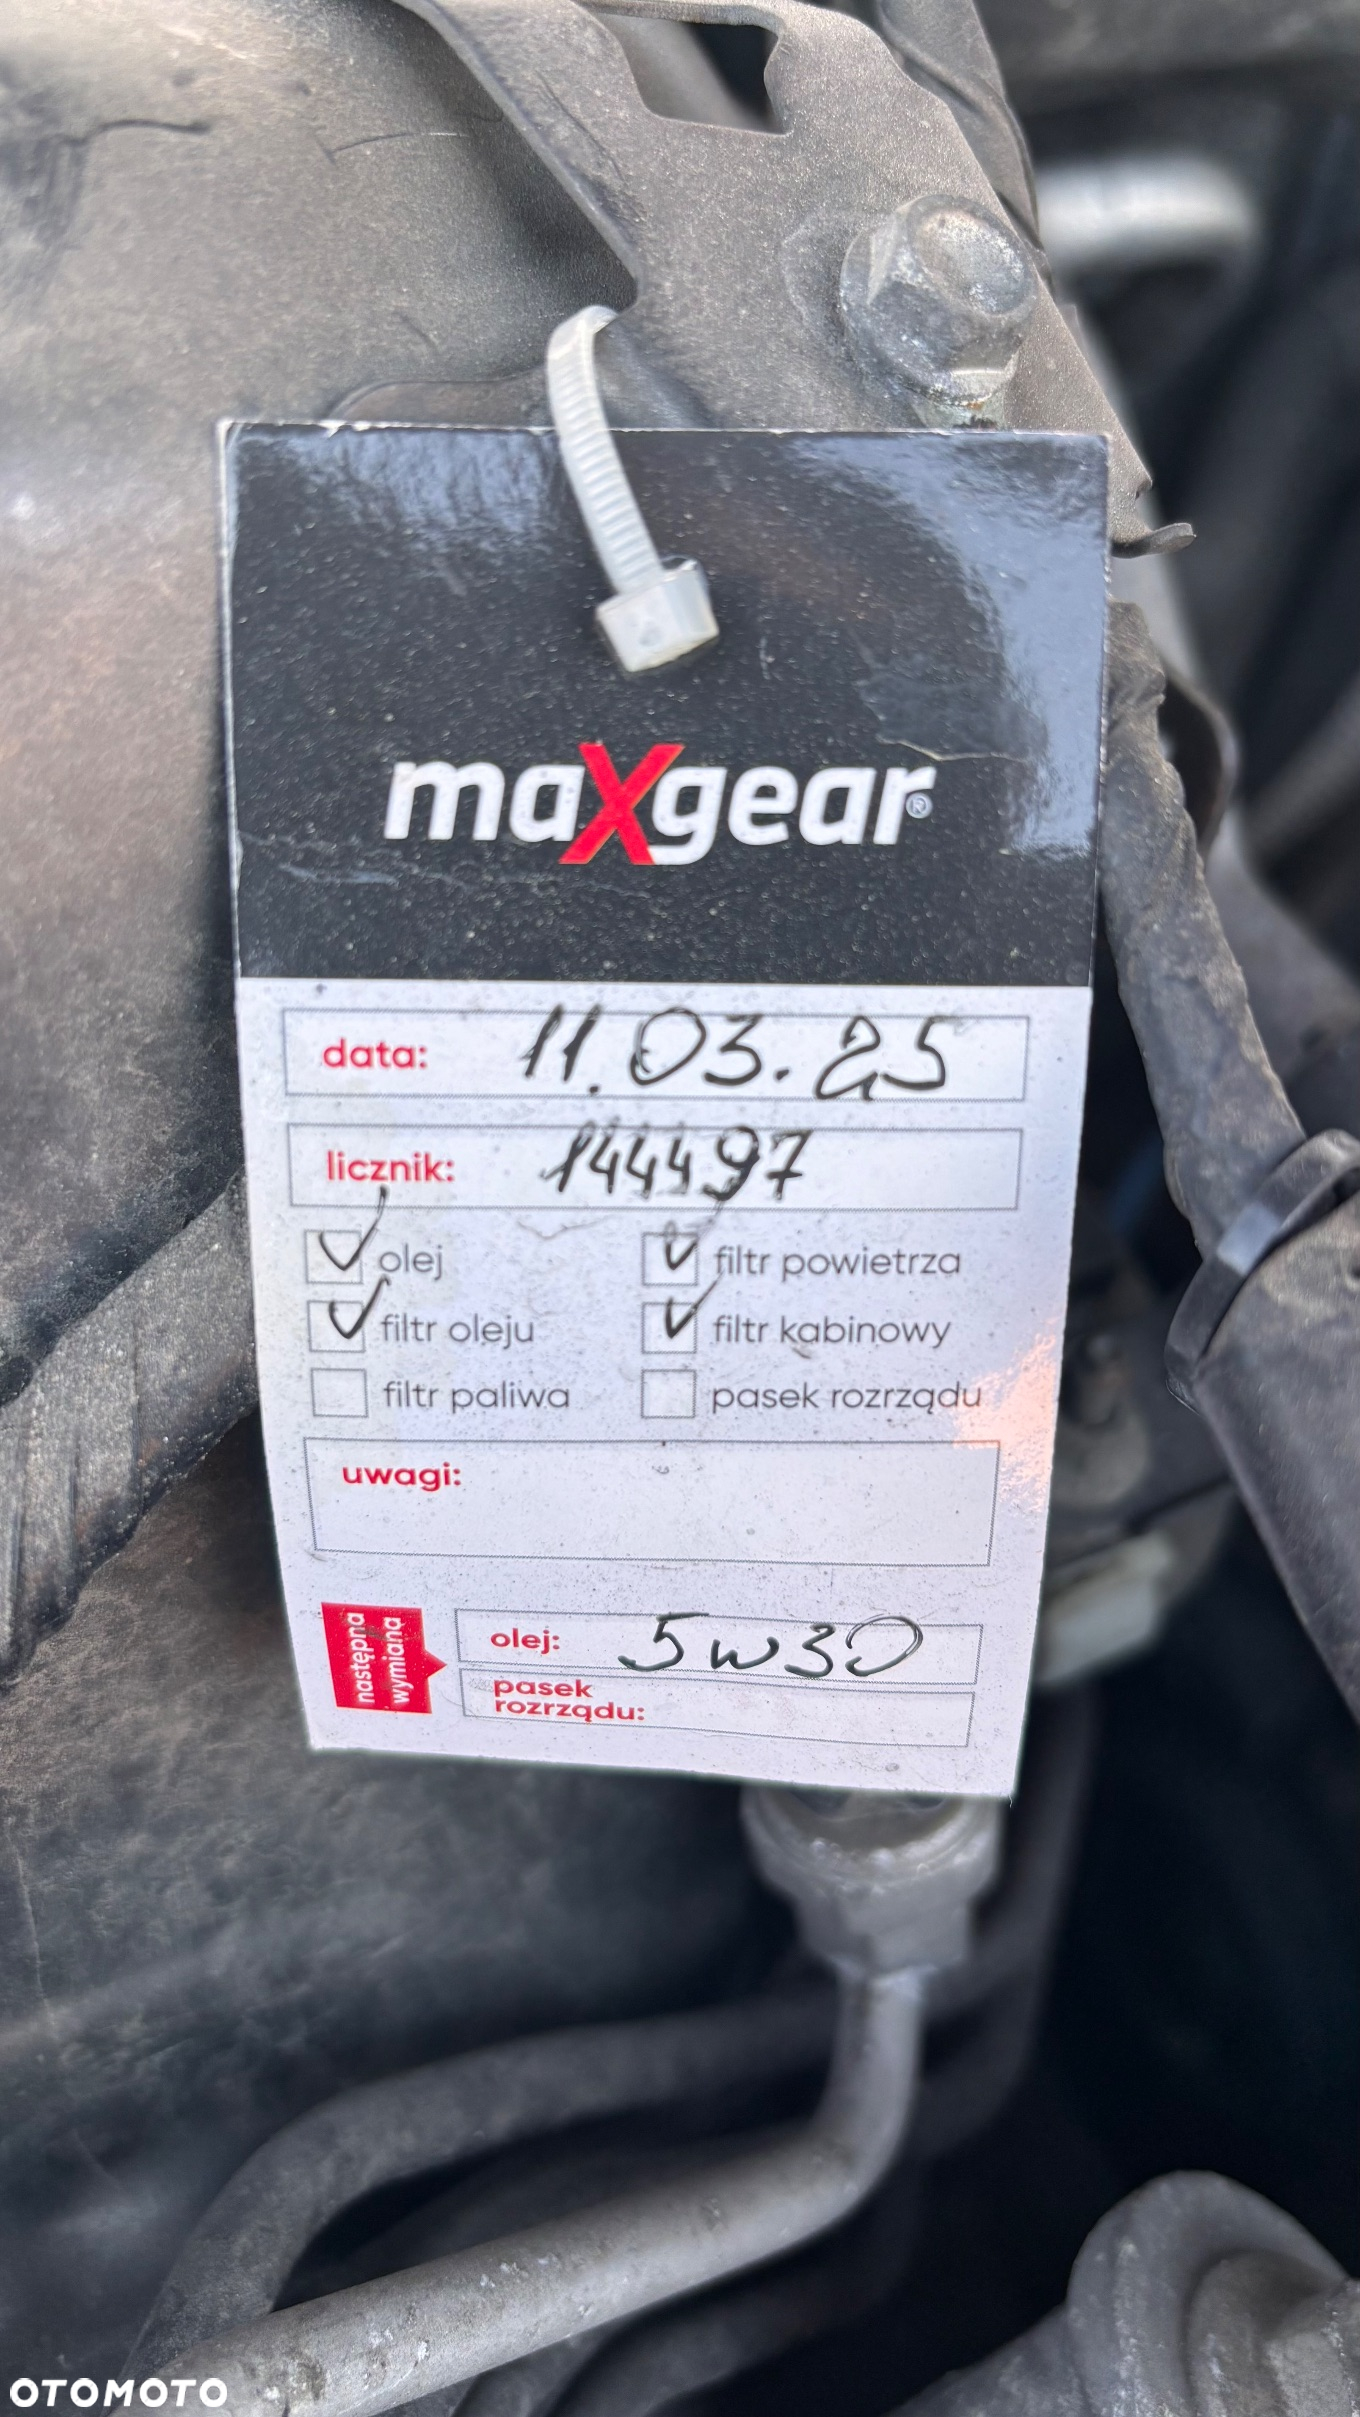 maXgear®
data: 11.03.25
licznik: 144497
olej filtr powietrza
filtr oleju filtr kabinowy
filtr paliwa pasek rozrządu
uwagi:
następna
wymiana
olej: 5w30
pasek
rozrządu:
OTOMOTO